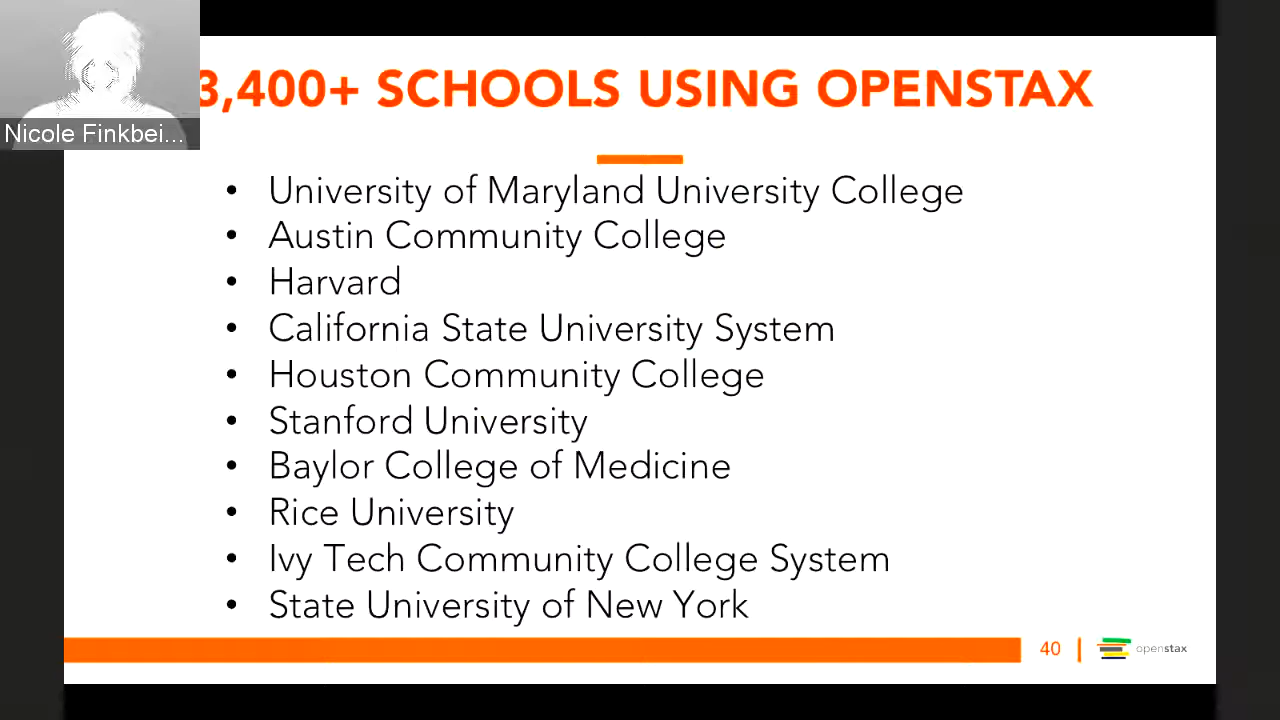 3,400+ SCHOOLS USING OPENSTAX
Nicole Finkbei...
• University of Maryland University College
• Austin Community College
• Harvard
• California State University System
• Houston Community College
• Stanford University
• Baylor College of Medicine
• Rice University
• Ivy Tech Community College System
• State University of New York
40 | openstax